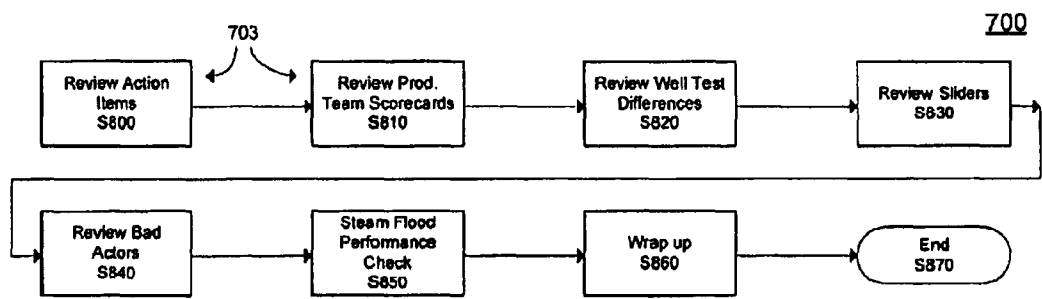 700
703
Review Action
Items
S800
Review Prod.
Team Scorecards
S810
Review Well Test
Differences
S820
Review Sliders
S830
Review Bad
Actors
S840
Steam Flood
Performance
Check
S850
Wrap up
S860
End
S870